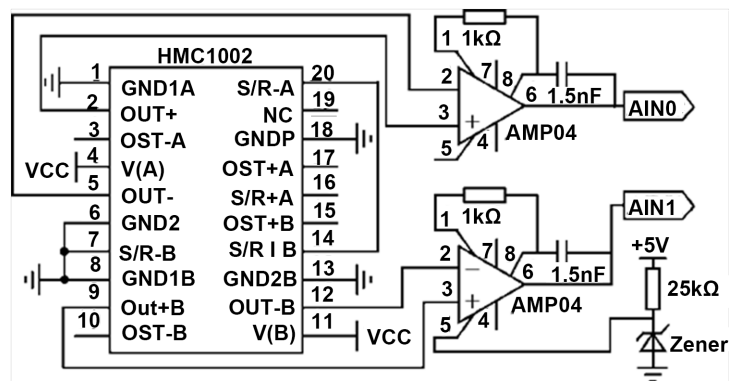 HMC1002
1 GND1A S/R-A 20
2 OUT+ NC 19
3 OST-A GNDP 18
VCC 4 V(A) OST+A 17
5 OUT- S/R+A 16
6 GND2 OST+B 15
7 S/R-B S/R I B 14
8 GND1B GND2B 13
9 Out+B OUT-B 12
10 OST-B V(B) 11 VCC
1 1kΩ
2 7 8 1.5nF
3 + 6 AIN0
5 4 AMP04
1 1kΩ AIN1
2 − 7 8 1.5nF
3 + 6
5 4 AMP04
+5V
25kΩ
Zener